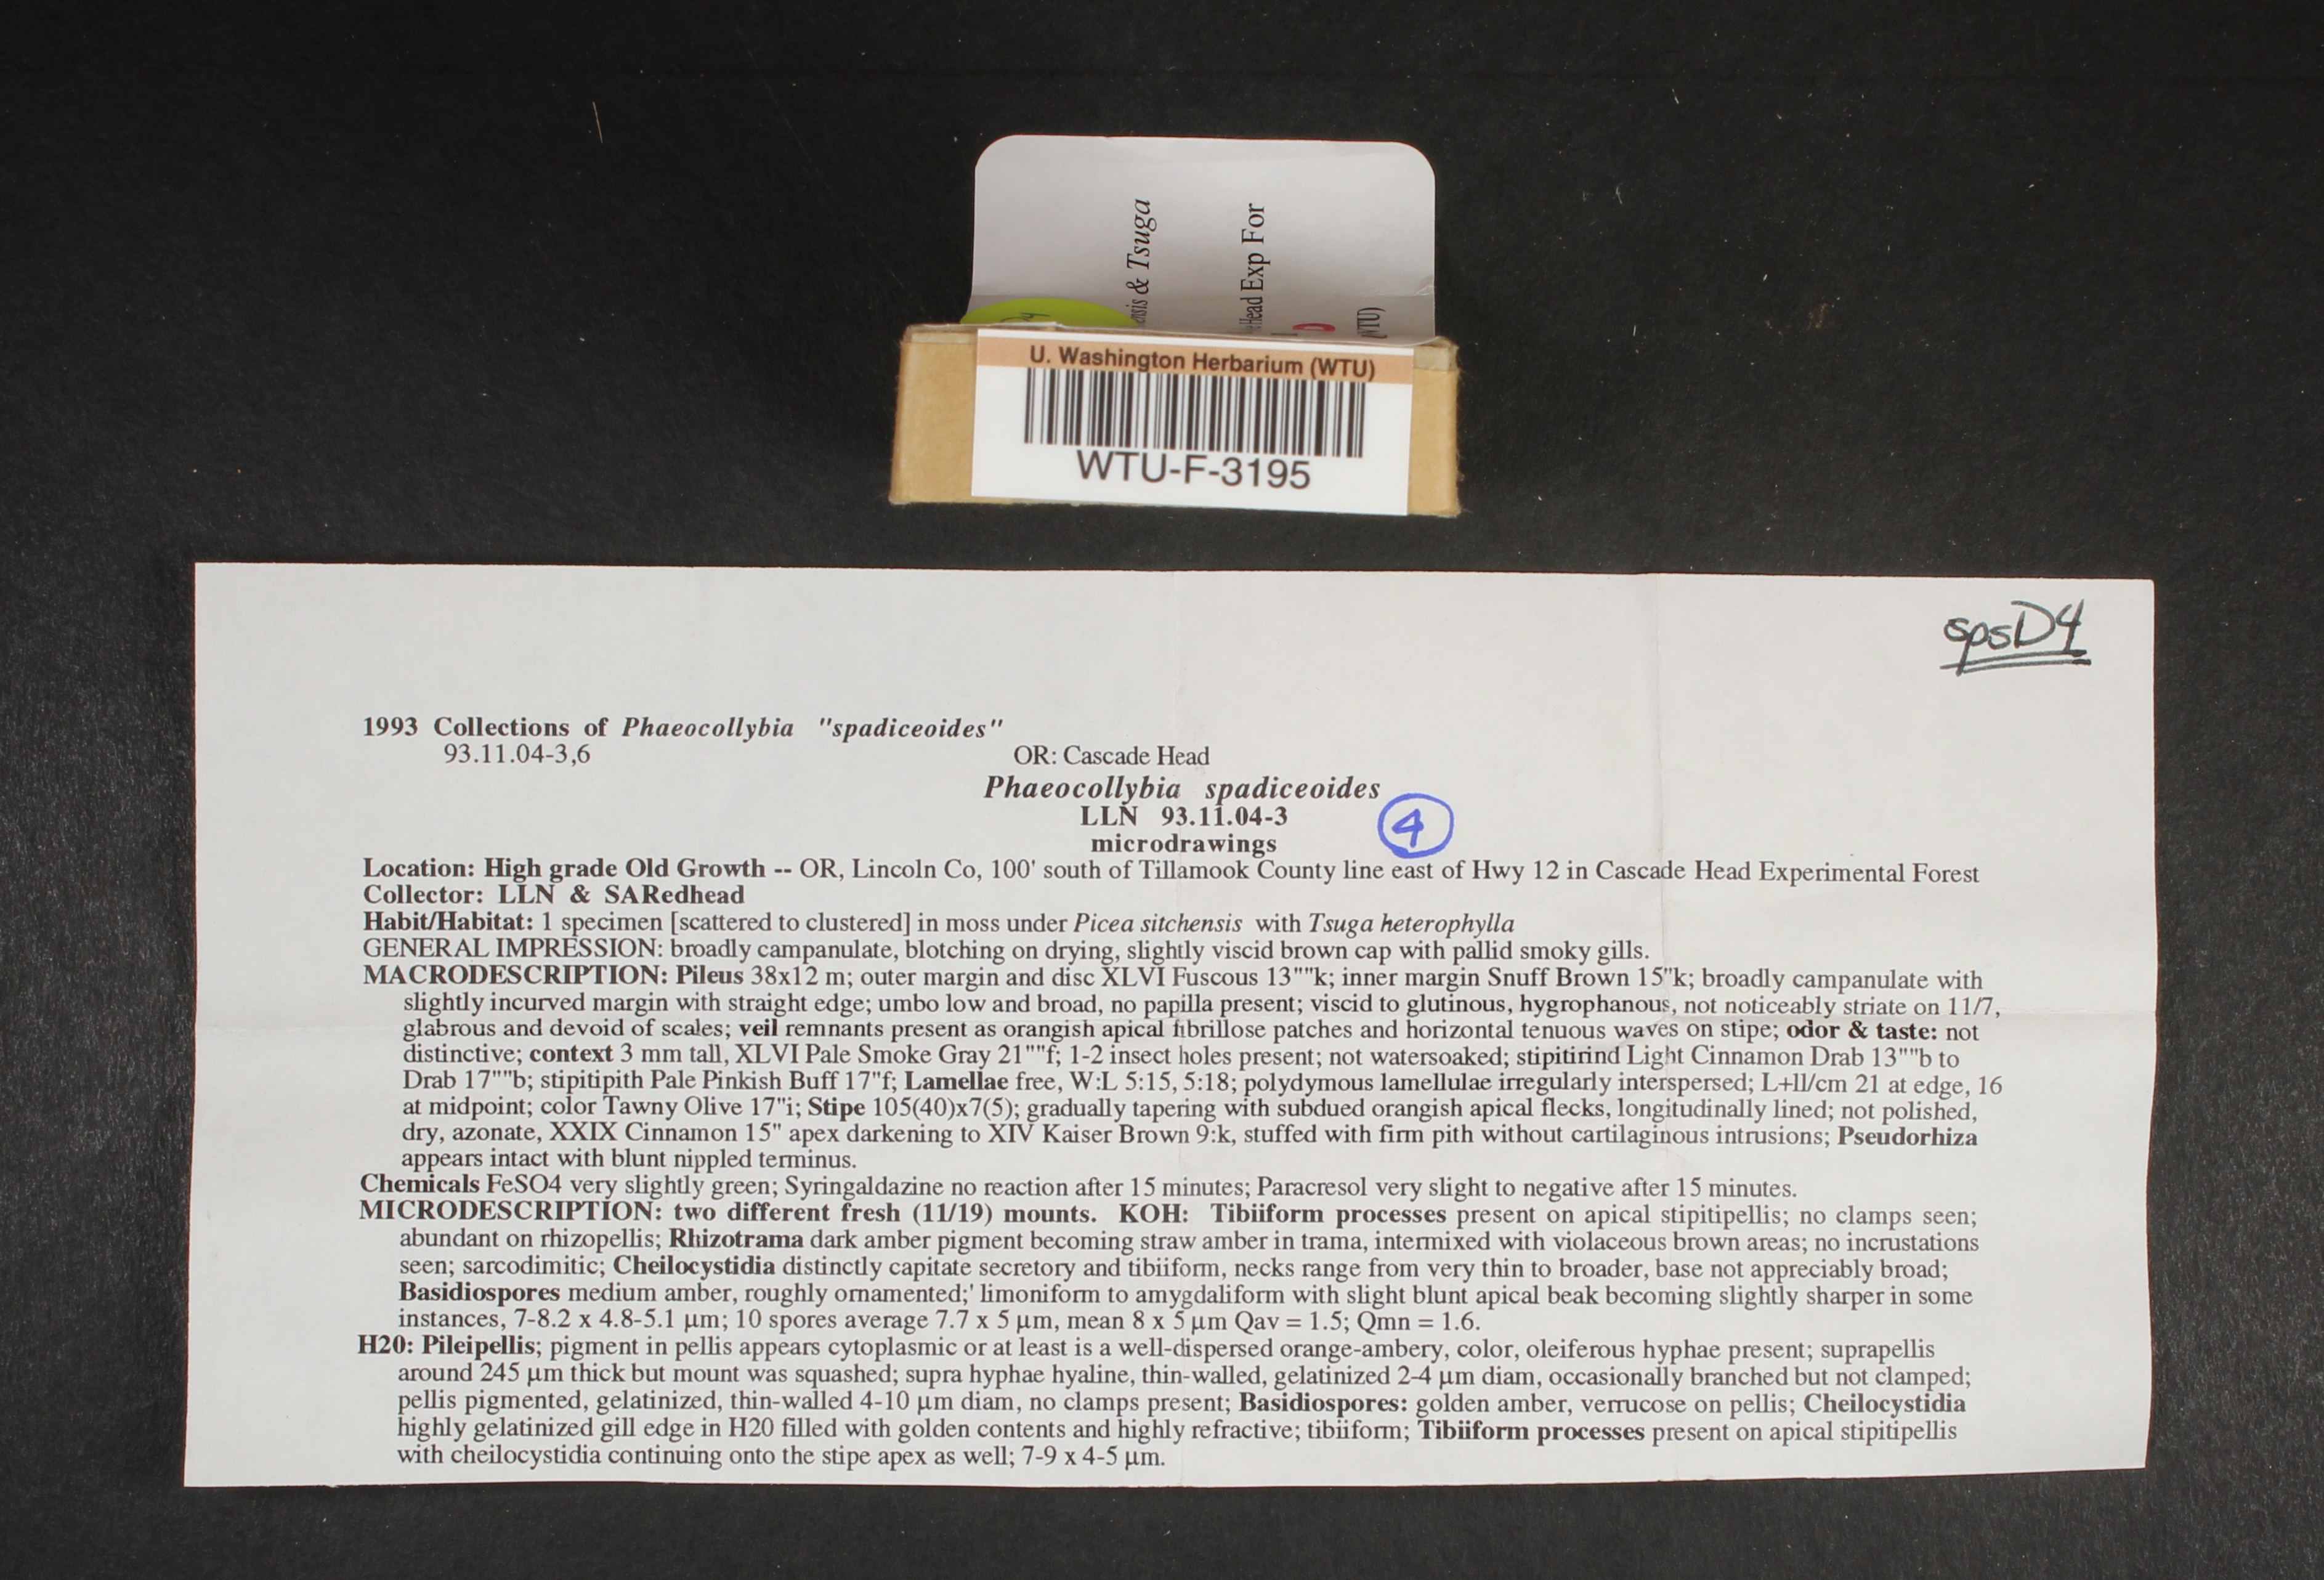 & Tsuga
Head Exp For
(WTU)
U. Washington Herbarium (WTU)
WTU-F-3195
spsD4
1993 Collections of Phaeocollybia "spadiceoides"
93.11.04-3,6 OR: Cascade Head
Phaeocollybia spadiceoides
LLN 93.11.04-3
4
microdrawings
Location: High grade Old Growth -- OR, Lincoln Co, 100' south of Tillamook County line east of Hwy 12 in Cascade Head Experimental Forest
Collector: LLN & SARedhead
Habit/Habitat: 1 specimen [scattered to clustered] in moss under Picea sitchensis with Tsuga heterophylla
GENERAL IMPRESSION: broadly campanulate, blotching on drying, slightly viscid brown cap with pallid smoky gills.
MACRODESCRIPTION: Pileus 38x12 m; outer margin and disc XLVI Fuscous 13""k; inner margin Snuff Brown 15"k; broadly campanulate with
slightly incurved margin with straight edge; umbo low and broad, no papilla present; viscid to glutinous, hygrophanous, not noticeably striate on 11/7,
glabrous and devoid of scales; veil remnants present as orangish apical fibrillose patches and horizontal tenuous waves on stipe; odor & taste: not
distinctive; context 3 mm tall, XLVI Pale Smoke Gray 21""f; 1-2 insect holes present; not watersoaked; stipitirind Light Cinnamon Drab 13""b to
Drab 17""b; stipitipith Pale Pinkish Buff 17"f; Lamellae free, W:L 5:15, 5:18; polydymous lamellulae irregularly interspersed; L+ll/cm 21 at edge, 16
at midpoint; color Tawny Olive 17"i; Stipe 105(40)x7(5); gradually tapering with subdued orangish apical flecks, longitudinally lined; not polished,
dry, azonate, XXIX Cinnamon 15" apex darkening to XIV Kaiser Brown 9:k, stuffed with firm pith without cartilaginous intrusions; Pseudorhiza
appears intact with blunt nippled terminus.
Chemicals FeSO4 very slightly green; Syringaldazine no reaction after 15 minutes; Paracresol very slight to negative after 15 minutes.
MICRODESCRIPTION: two different fresh (11/19) mounts. KOH: Tibiiform processes present on apical stipitipellis; no clamps seen;
abundant on rhizopellis; Rhizotrama dark amber pigment becoming straw amber in trama, intermixed with violaceous brown areas; no incrustations
seen; sarcodimitic; Cheilocystidia distinctly capitate secretory and tibiiform, necks range from very thin to broader, base not appreciably broad;
Basidiospores medium amber, roughly ornamented;' limoniform to amygdaliform with slight blunt apical beak becoming slightly sharper in some
instances, 7-8.2 x 4.8-5.1 µm; 10 spores average 7.7 x 5 µm, mean 8 x 5 µm Qav = 1.5; Qmn = 1.6.
H20: Pileipellis; pigment in pellis appears cytoplasmic or at least is a well-dispersed orange-ambery, color, oleiferous hyphae present; suprapellis
around 245 µm thick but mount was squashed; supra hyphae hyaline, thin-walled, gelatinized 2-4 µm diam, occasionally branched but not clamped;
pellis pigmented, gelatinized, thin-walled 4-10 µm diam, no clamps present; Basidiospores: golden amber, verrucose on pellis; Cheilocystidia
highly gelatinized gill edge in H20 filled with golden contents and highly refractive; tibiiform; Tibiiform processes present on apical stipitipellis
with cheilocystidia continuing onto the stipe apex as well; 7-9 x 4-5 µm.